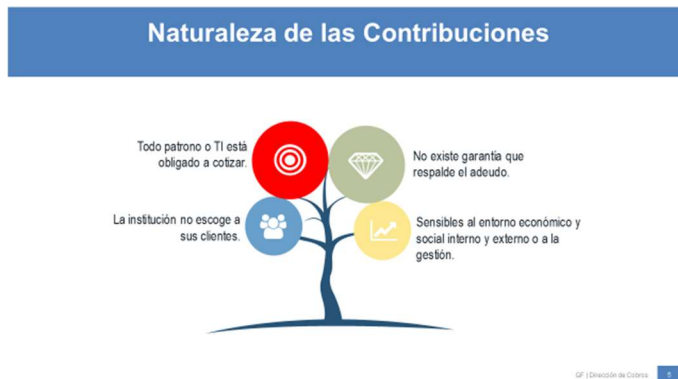 Naturaleza de las Contribuciones
Todo patrono o TI está
obligado a cotizar.
No existe garantía que
respalde el adeudo.
La institución no escoge a
sus clientes.
Sensibles al entorno económico y
social interno y externo o a la
gestión.
GF | Dirección de Cobros
5